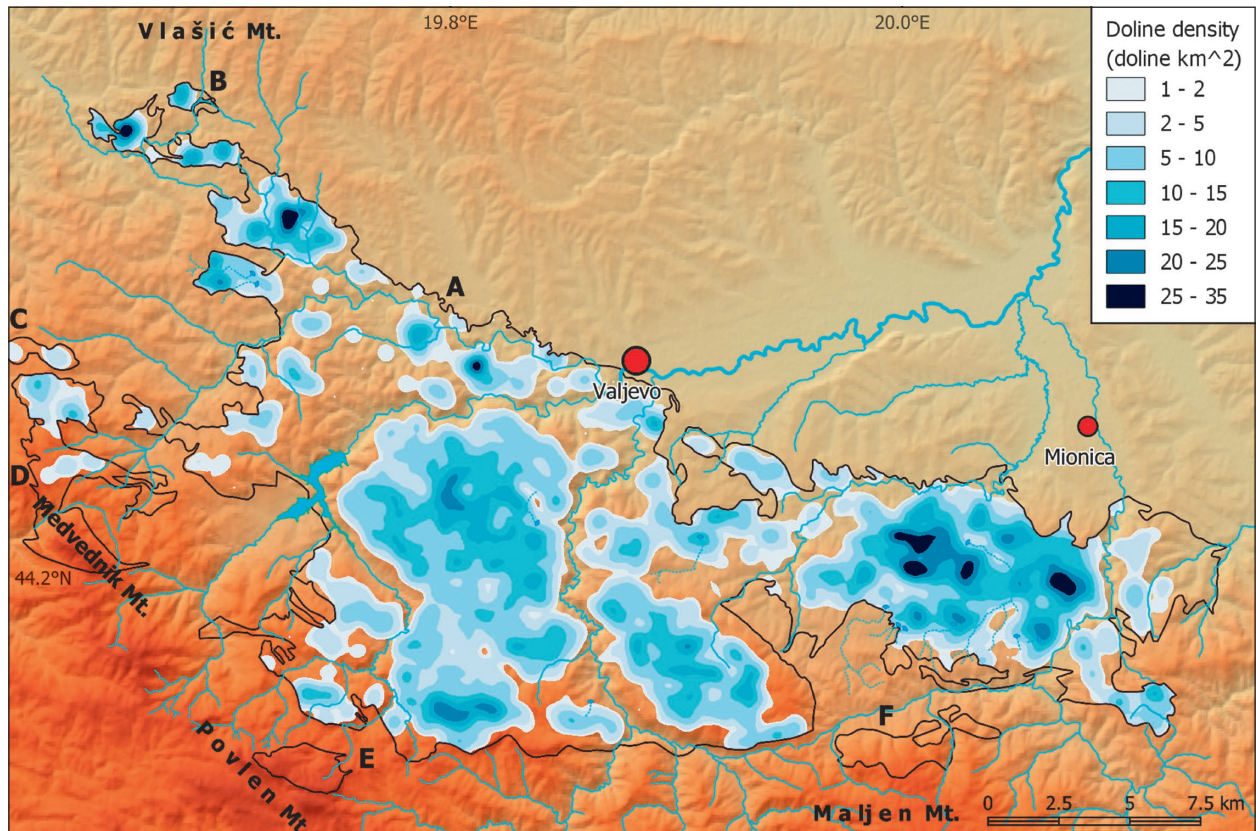 19.8°E
20.0°E
Vlašić Mt.
B
Doline density
(doline km^2)
1 - 2
2 - 5
5 - 10
10 - 15
15 - 20
20 - 25
25 - 35
A
C
Valjevo
Mionica
D
Medvednik Mt.
44.2°N
F
E
Povlen Mt.
Maljen Mt.
0 2.5 5 7.5 km